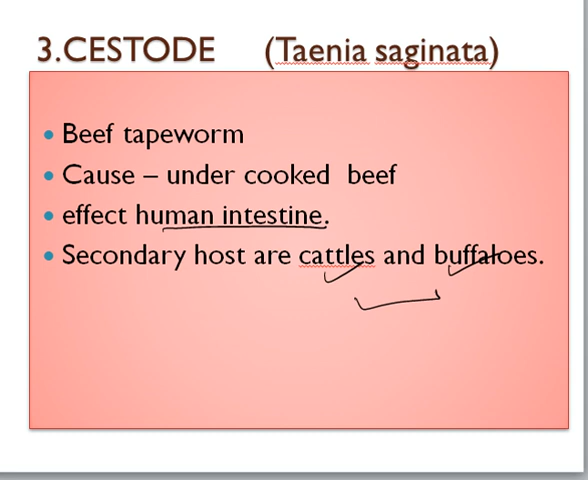 3.CESTODE (Taenia saginata)
• Beef tapeworm
• Cause – under cooked beef
• effect human intestine.
• Secondary host are cattles and buffaloes.